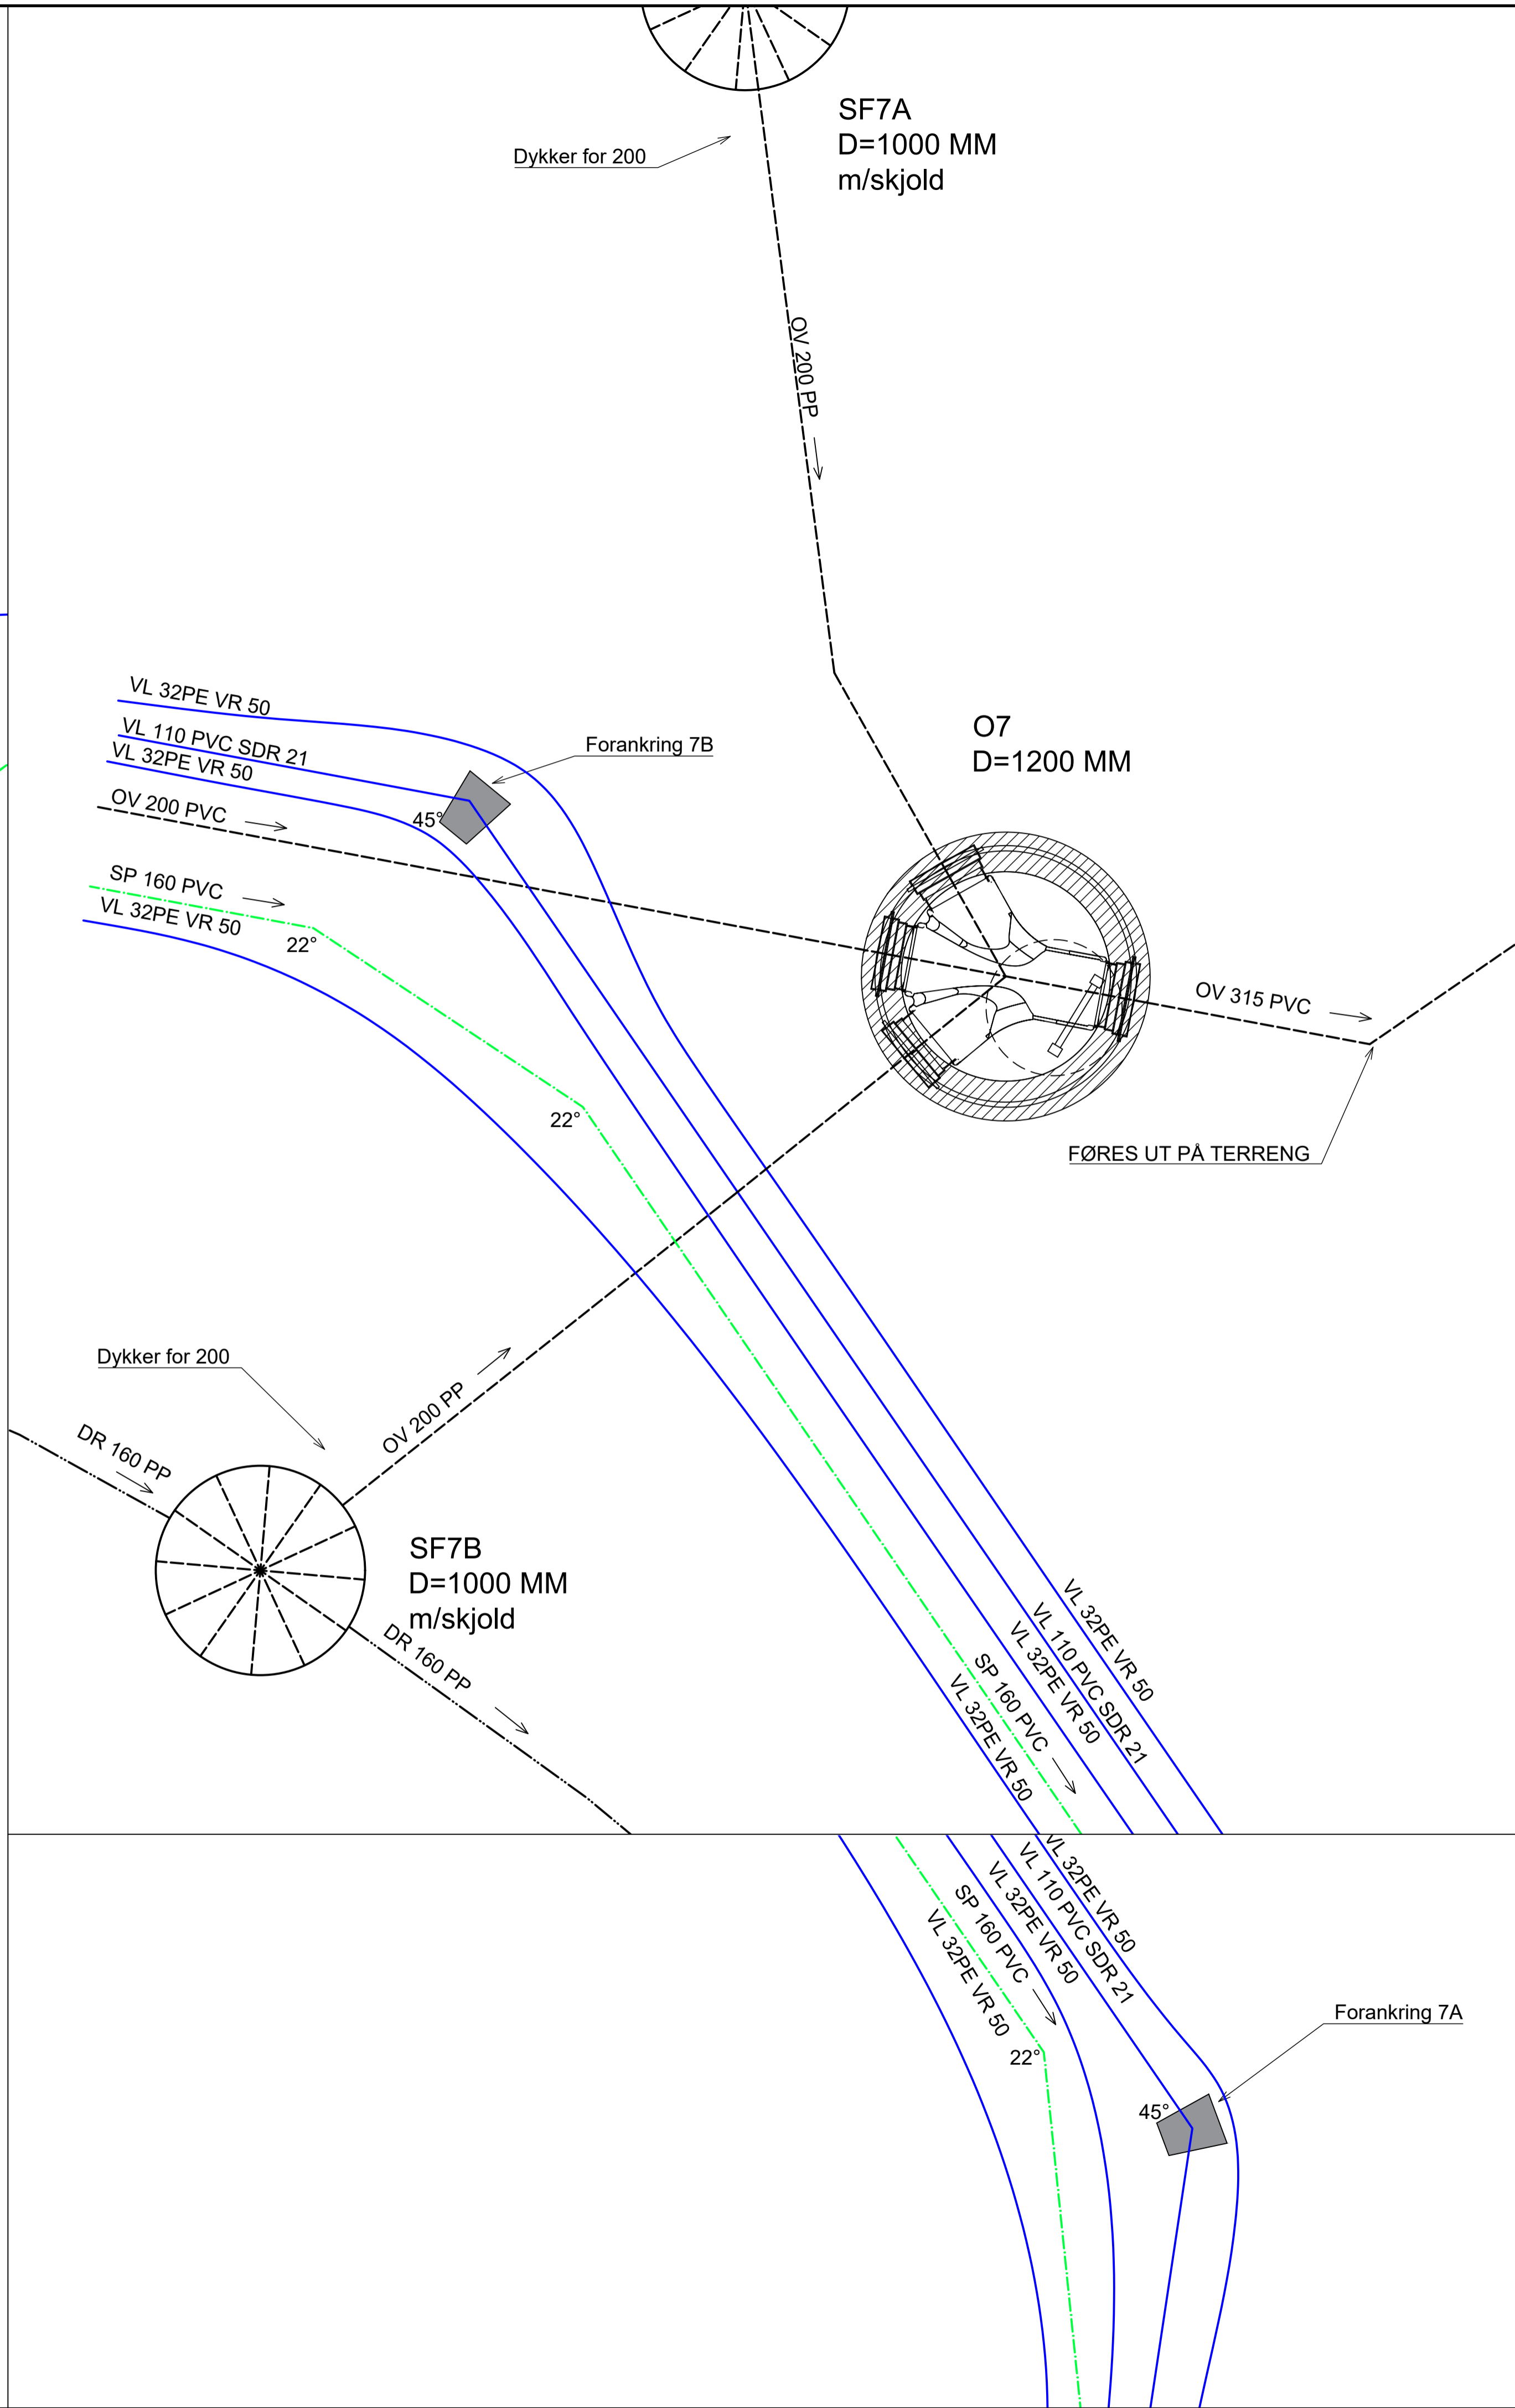 SF7A
D=1000 MM
m/skjold
Dykker for 200
OV 200 PP
VL 32PE VR 50
VL 110 PVC SDR 21
VL 32PE VR 50
OV 200 PVC
SP 160 PVC
VL 32PE VR 50
45°
Forankring 7B
22°
22°
O7
D=1200 MM
OV 315 PVC
FØRES UT PÅ TERRENG
Dykker for 200
OV 200 PP
DR 160 PP
SF7B
D=1000 MM
m/skjold
DR 160 PP
VL 32PE VR 50
VL 110 PVC SDR 21
VL 32PE VR 50
SP 160 PVC
VL 32PE VR 50
VL 32PE VR 50
VL 110 PVC SDR 21
VL 32PE VR 50
SP 160 PVC
VL 32PE VR 50
22°
45°
Forankring 7A